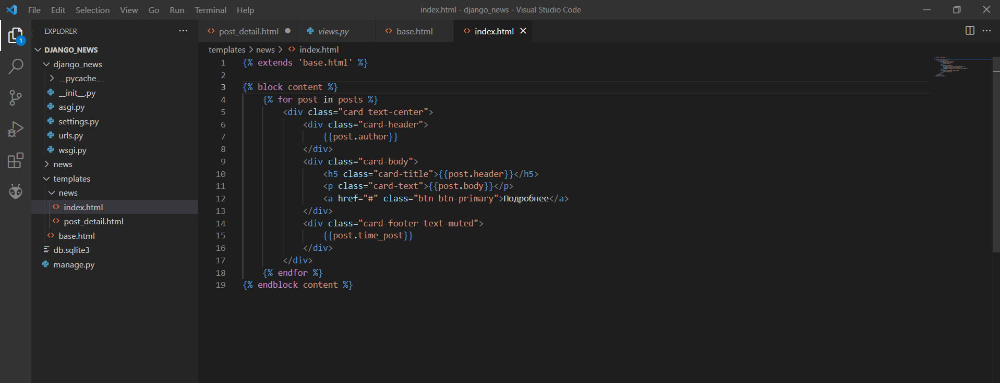 File Edit Selection View Go Run Terminal Help
index.html - django_news - Visual Studio Code
1
EXPLORER
DJANGO_NEWS
django_news
__pycache__
__init__.py
asgi.py
settings.py
urls.py
wsgi.py
news
templates
news
index.html
post_detail.html
base.html
db.sqlite3
manage.py
post_detail.html views.py base.html index.html
templates > news > index.html
1 {% extends 'base.html' %}
2
3 {% block content %}
4 {% for post in posts %}
5 <div class="card text-center">
6 <div class="card-header">
7 {{post.author}}
8 </div>
9 <div class="card-body">
10 <h5 class="card-title">{{post.header}}</h5>
11 <p class="card-text">{{post.body}}</p>
12 <a href="#" class="btn btn-primary">Подробнее</a>
13 </div>
14 <div class="card-footer text-muted">
15 {{post.time_post}}
16 </div>
17 </div>
18 {% endfor %}
19 {% endblock content %}